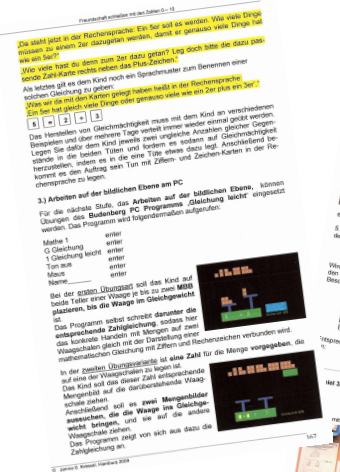 Freundschaft schließen mit den Zahlen 0 – 10
„Da steht jetzt in der Rechensprache: Ein 5er soll es werden. Wie viele Dinge
müssen zu einem 2er dazugetan werden, damit er genauso viele Dinge hat
wie ein 5er?"
„Wie viele hast du denn zum 2er dazu getan? Leg doch bitte die dazu pas-
sende Zahl-Karte rechts neben das Plus-Zeichen."
Als letztes gilt es dem Kind noch ein Sprachmuster zum Benennen einer
solchen Gleichung zu geben:
„Was wir da mit den Karten gelegt haben heißt in der Rechensprache:
„Ein 5er hat gleich viele Dinge oder genauso viele wie ein 2er plus ein 3er"."
5 = 2 + 3
Das Herstellen von Gleichmächtigkeit muss mit dem Kind an verschiedenen
Beispielen und über mehrere Tage verteilt immer wieder einmal geübt werden.
Legen Sie dafür dem Kind jeweils zwei ungleiche Anzahlen gleicher Gegen-
stände in die beiden Tüten und fordern es sodann auf Gleichmächtigkeit
herzustellen, indem es in die eine Tüte etwas dazu legt. Anschließend be-
kommt es den Auftrag sein Tun mit Ziffern- und Zeichen-Karten in der Re-
chensprache zu legen.
3.) Arbeiten auf der bildlichen Ebene am PC
Für die nächste Stufe, das Arbeiten auf der bildlichen Ebene, können
Übungen des Budenberg PC Programms „Gleichung leicht" eingesetzt
werden. Das Programm wird folgendermaßen aufgerufen:
Mathe 1 enter
G Gleichung enter
1 Gleichung leicht enter
Ton aus enter
Maus enter
Name____ enter
Bei der ersten Übungsart soll das Kind auf
beide Teller einer Waage je bis zu zwei MBB
plazieren, bis die Waage im Gleichgewicht
ist.
Das Programm selbst schreibt darunter die
entsprechende Zahlgleichung, sodass hier
das konkrete Handeln mit Mengen auf zwei
Waagschalen gleich mit der Darstellung einer
mathematischen Gleichung mit Ziffern und Rechenzeichen verbunden wird.
In der zweiten Übungsvariante ist eine Zahl für die Menge vorgegeben, die
auf eine der Waagschalen zu legen ist.
Das Kind soll das dieser Zahl entsprechende
Mengenbild auf die darüberstehende Waag-
schale ziehen.
Anschließend soll es zwei Mengenbilder
aussuchen, die die Waage ins Gleichge-
wicht bringen, und sie auf die andere
Waagschale ziehen.
Das Programm zeigt von sich aus dazu die
Zahlgleichung an.